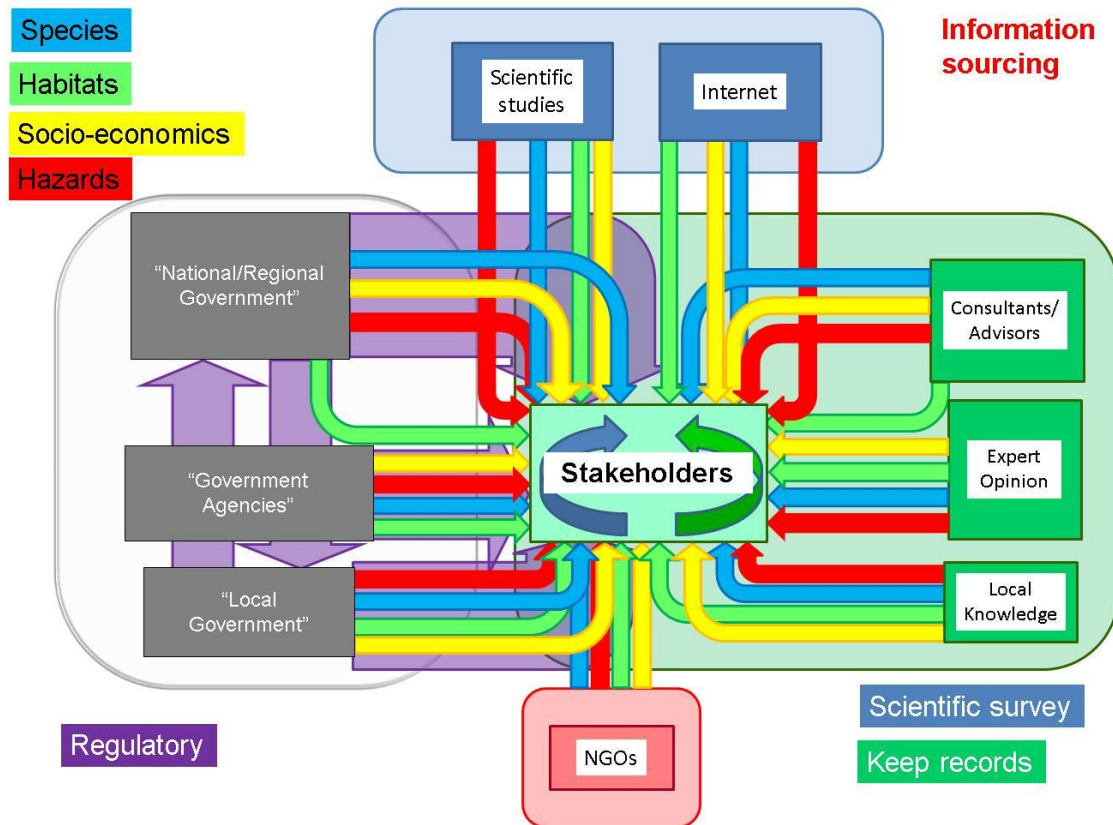 Species
Habitats
Socio-economics
Hazards
Information
sourcing
Scientific
studies
Internet
“National/Regional
Government”
“Government
Agencies”
“Local
Government”
Stakeholders
Consultants/
Advisors
Expert
Opinion
Local
Knowledge
NGOs
Regulatory
Scientific survey
Keep records